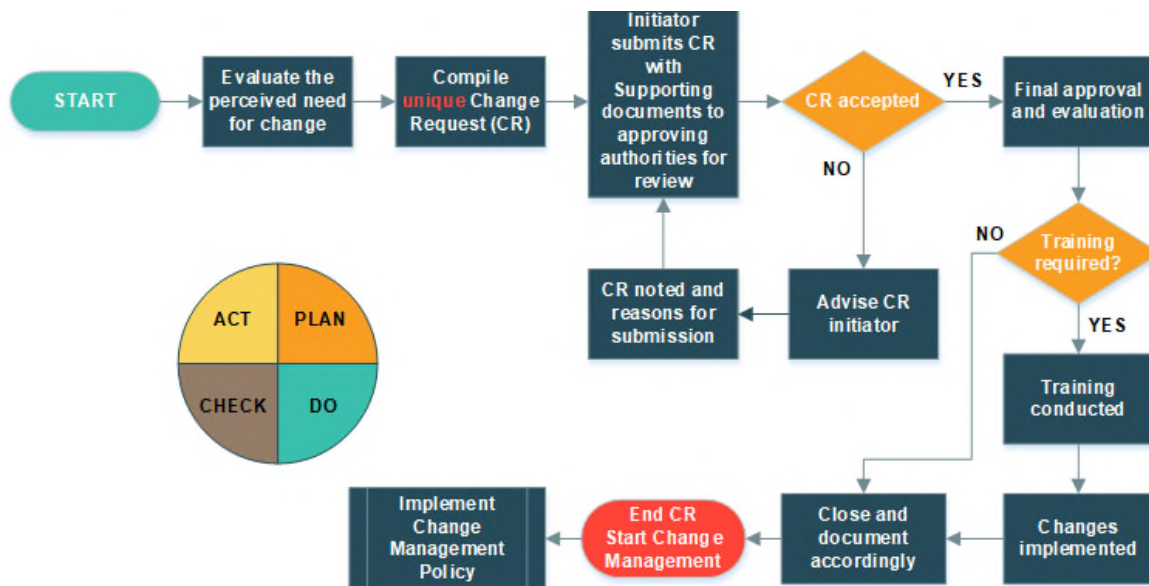 START
Evaluate the
perceived need
for change
Compile
unique Change
Request (CR)
Initiator
submits CR
with
Supporting
documents to
approving
authorities for
review
CR accepted
YES
Final approval
and evaluation
NO
Training
required?
NO
YES
CR noted and
reasons for
submission
Advise CR
initiator
ACT
PLAN
CHECK
DO
Training
conducted
Implement
Change
Management
Policy
End CR
Start Change
Management
Close and
document
accordingly
Changes
implemented